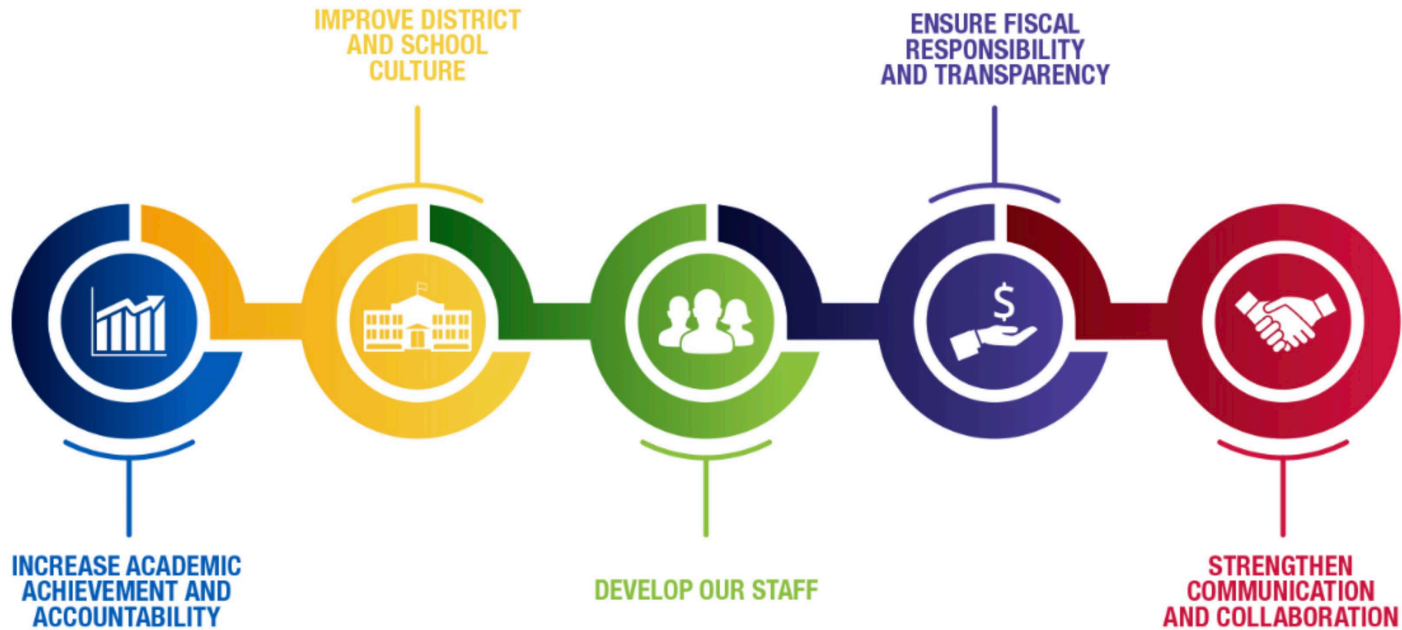 IMPROVE DISTRICT
AND SCHOOL
CULTURE
ENSURE FISCAL
RESPONSIBILITY
AND TRANSPARENCY
$
INCREASE ACADEMIC
ACHIEVEMENT AND
ACCOUNTABILITY
DEVELOP OUR STAFF
STRENGTHEN
COMMUNICATION
AND COLLABORATION